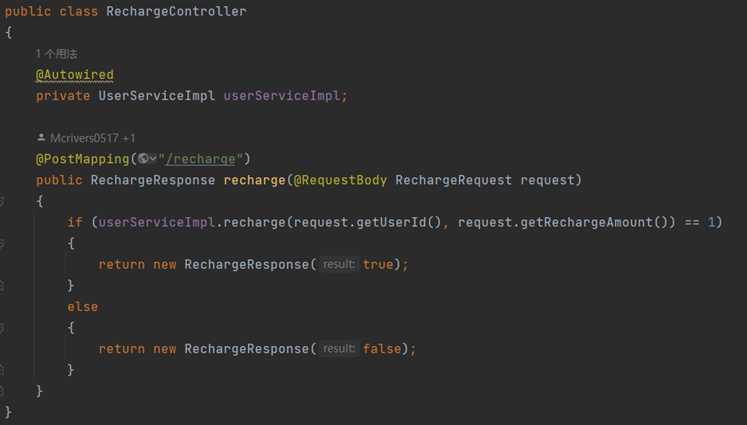 public class RechargeController
{
1 个用法
@Autowired
private UserServiceImpl userServiceImpl;
Mcrivers0517 +1
@PostMapping("/recharge")
public RechargeResponse recharge(@RequestBody RechargeRequest request)
{
if (userServiceImpl.recharge(request.getUserId(), request.getRechargeAmount()) == 1)
{
return new RechargeResponse( result: true);
}
else
{
return new RechargeResponse( result: false);
}
}
}